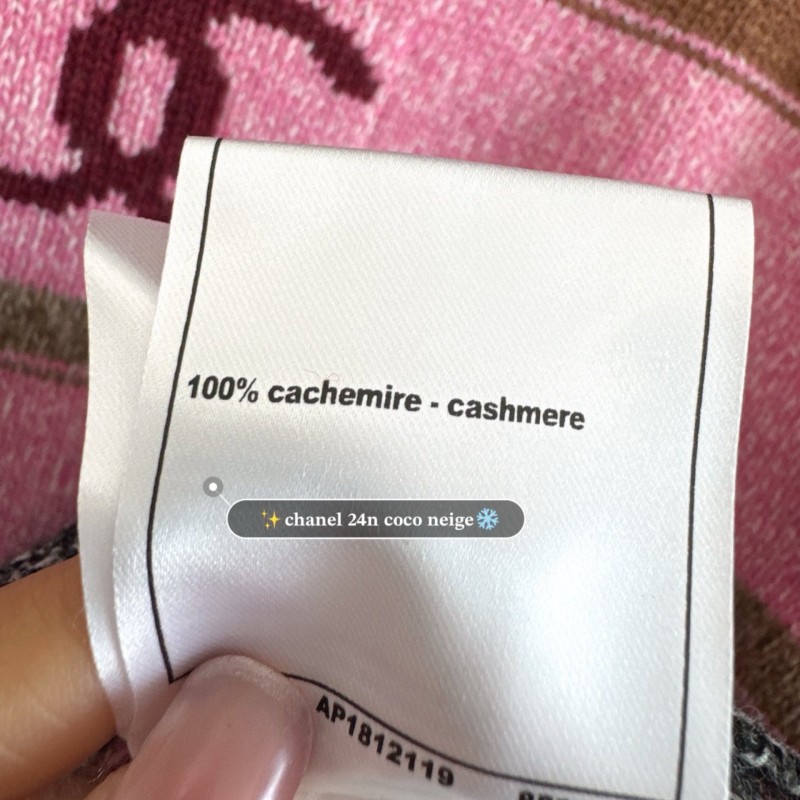 100% cachemire - cashmere
✨chanel 24n coco neige❄️
AP1812119